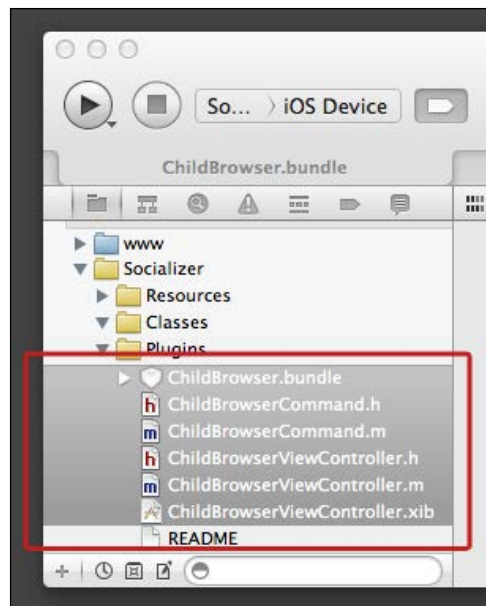 So... > iOS Device
ChildBrowser.bundle
www
Socializer
Resources
Classes
Plugins
ChildBrowser.bundle
h ChildBrowserCommand.h
m ChildBrowserCommand.m
h ChildBrowserViewController.h
m ChildBrowserViewController.m
ChildBrowserViewController.xib
README